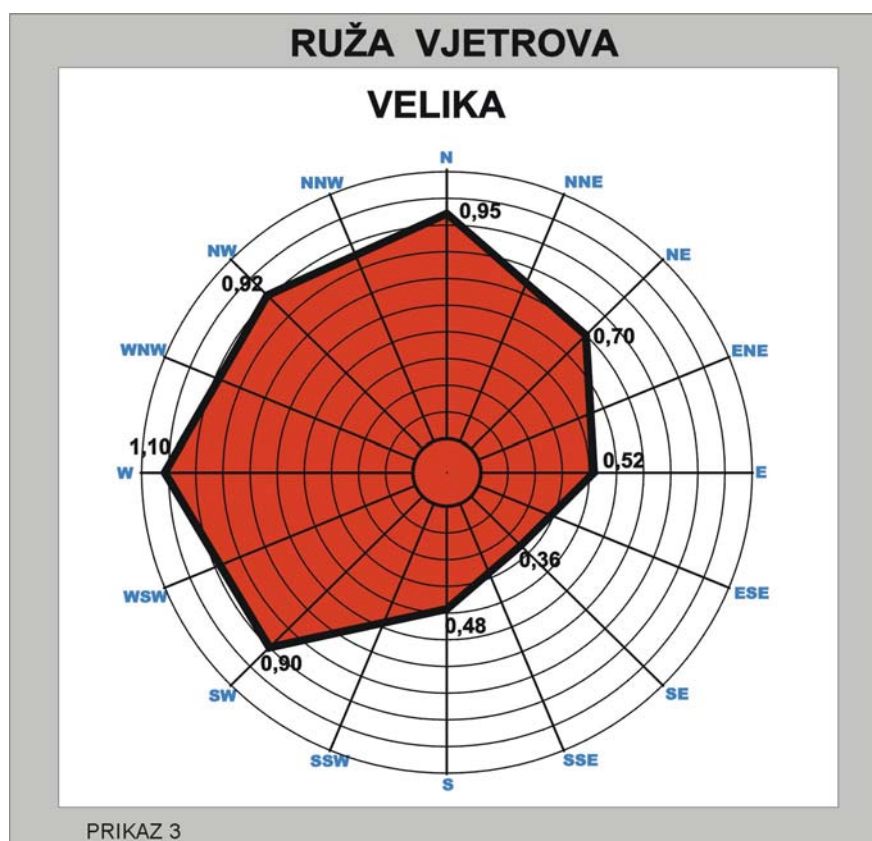 RUŽA VJETROVA
VELIKA
N
NNW
NNE
0,95
NW
NE
0,92
0,70
WNW
ENE
1,10
0,52
W
E
0,36
WSW
ESE
0,48
0,90
SW
SE
SSW
SSE
S
PRIKAZ 3